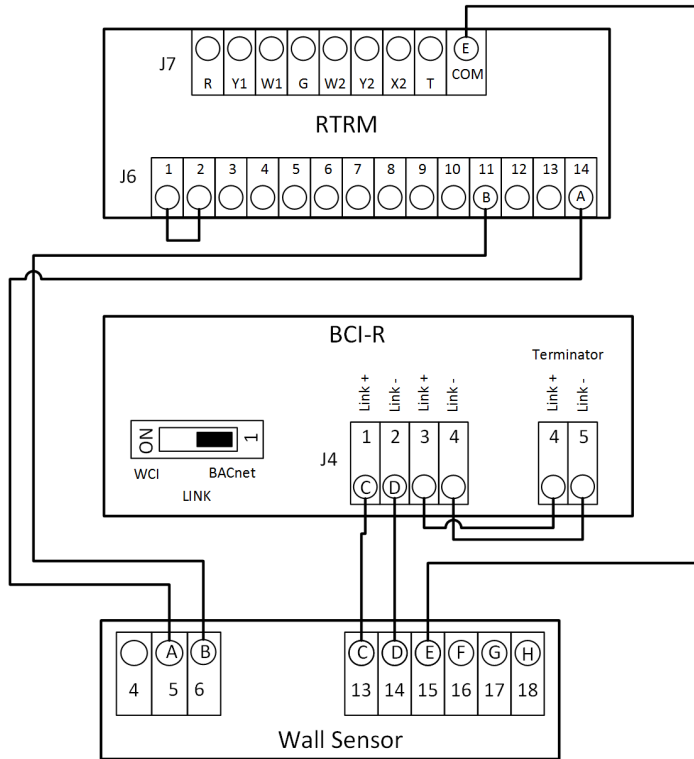 E
J7
R Y1 W1 G W2 Y2 X2 T COM
RTRM
J6
1 2 3 4 5 6 7 8 9 10 11 12 13 14
B A
BCI-R
Terminator
Link + Link - Link + Link - Link + Link -
ON 1
1 2 3 4 4 5
J4
WCI BACnet
C D
LINK
A B C D E F G H
4 5 6 13 14 15 16 17 18
Wall Sensor